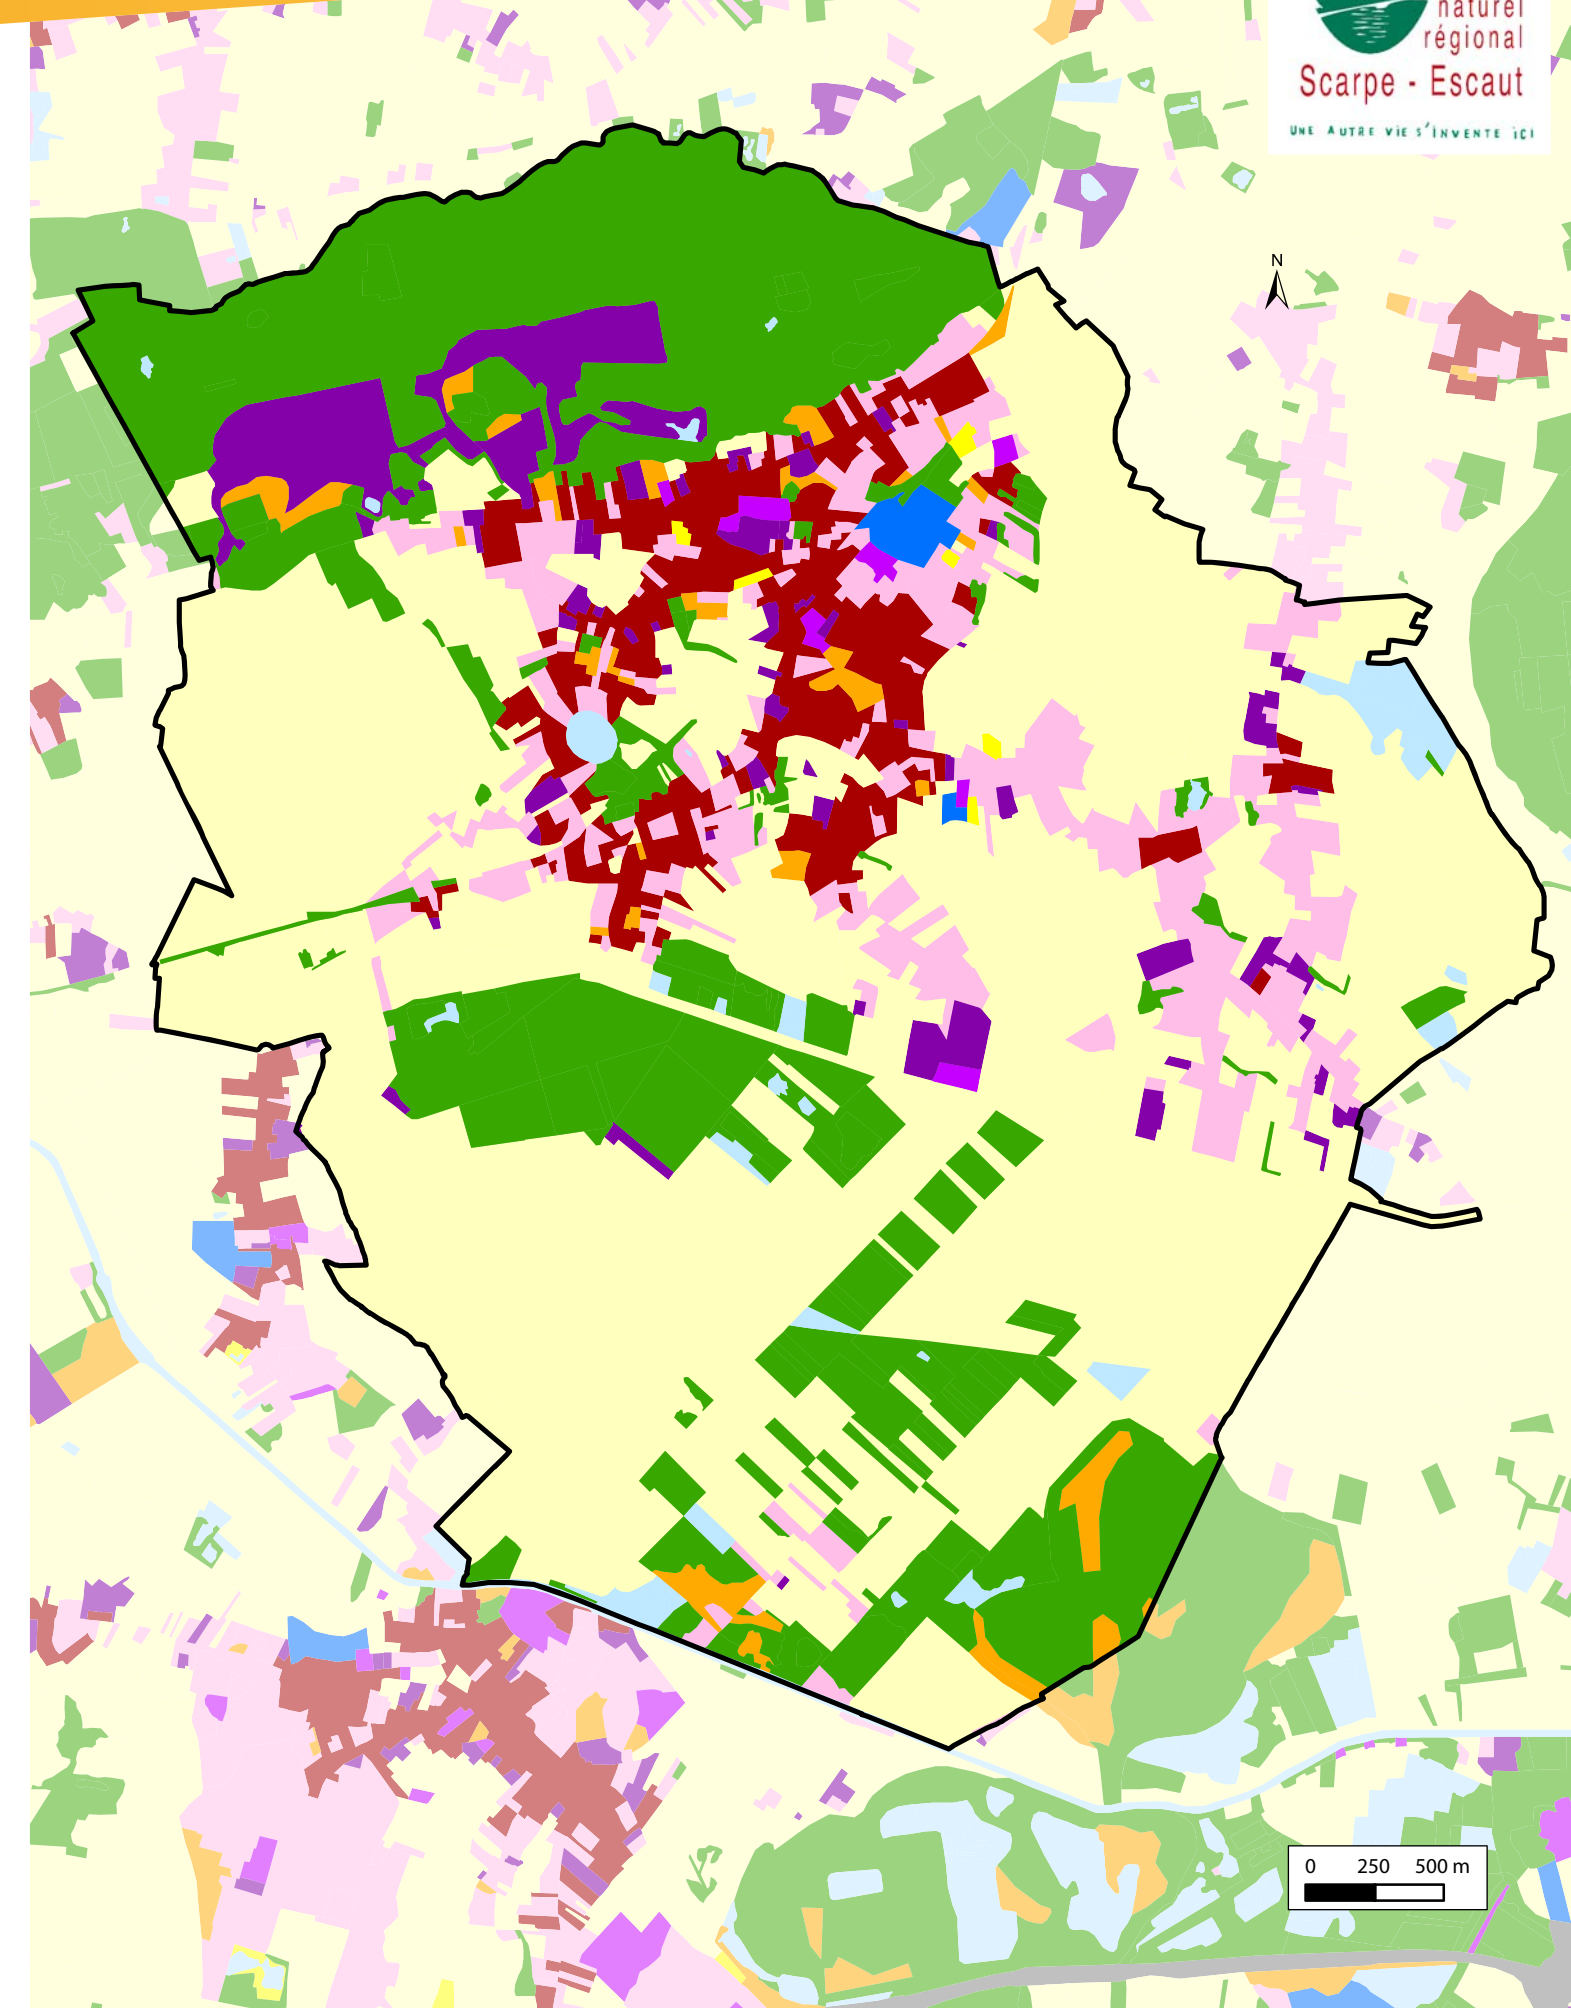 naturel
régional
Scarpe - Escaut
UNE AUTRE VIE S'INVENTE iCi
N
0 250 500 m